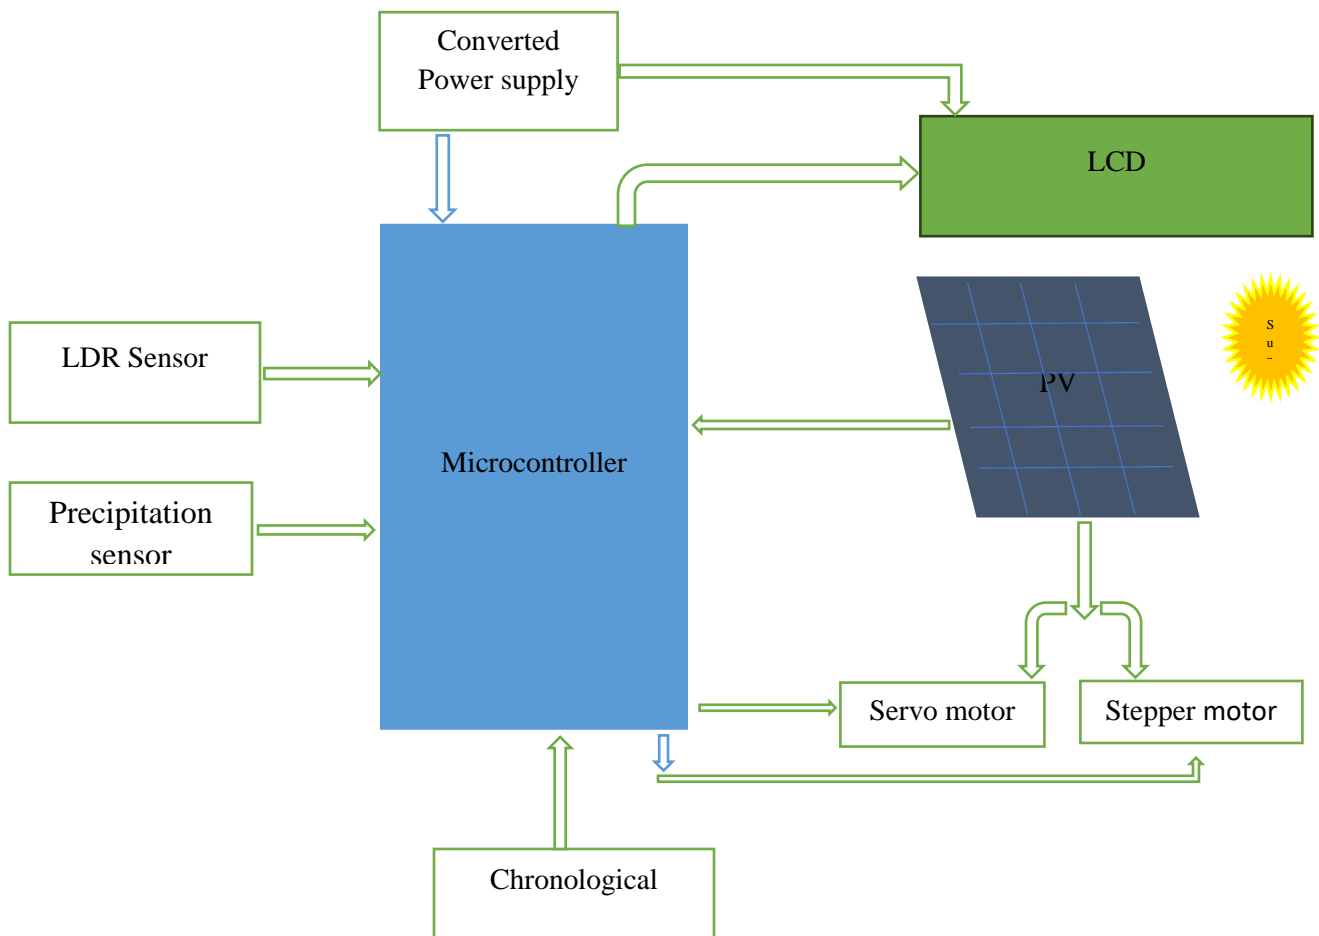 Converted
Power supply
LCD
LDR Sensor
S
u
PV
Microcontroller
Precipitation
sensor
Servo motor
Stepper motor
Chronological